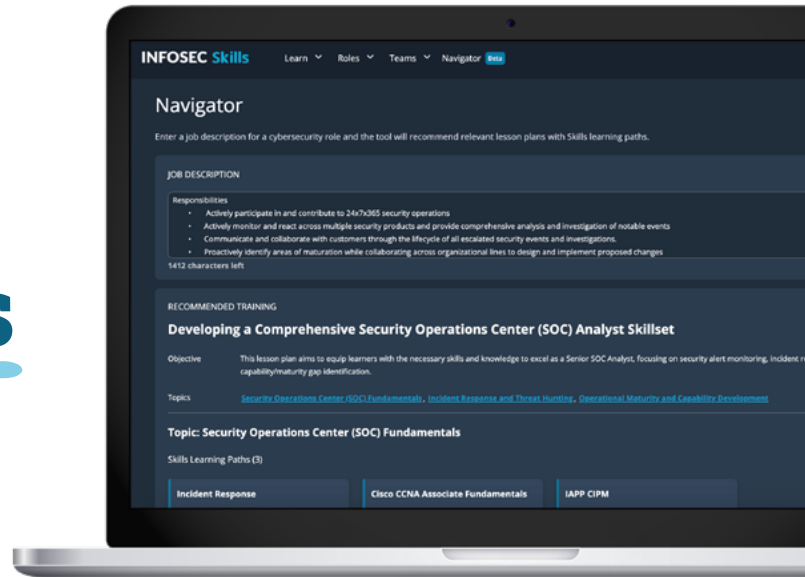 INFOSEC Skills Learn Roles Teams Navigator Beta
Navigator
Enter a job description for a cybersecurity role and the tool will recommend relevant lesson plans with Skills learning paths.
JOB DESCRIPTION
Responsibilities
• Actively participate in and contribute to 24x7x365 security operations
• Actively monitor and react across multiple security products and provide comprehensive analysis and investigation of notable events
• Communicate and collaborate with customers through the lifecycle of all escalated security events and investigations.
• Proactively identify areas of maturation while collaborating across organizational lines to design and implement proposed changes
1412 characters left
s
RECOMMENDED TRAINING
Developing a Comprehensive Security Operations Center (SOC) Analyst Skillset
Objective This lesson plan aims to equip learners with the necessary skills and knowledge to excel as a Senior SOC Analyst, focusing on security alert monitoring, incident
capability/maturity gap identification.
Topics Security Operations Center (SOC) Fundamentals, Incident Response and Threat Hunting, Operational Maturity and Capability Development
Topic: Security Operations Center (SOC) Fundamentals
Skills Learning Paths (3)
Incident Response Cisco CCNA Associate Fundamentals IAPP CIPM